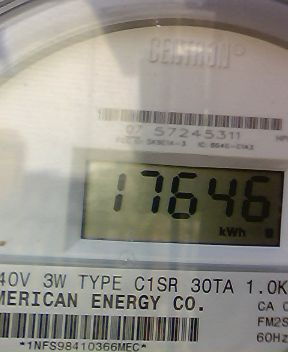 CENTRON®
07 57245311
17646
kWh
40V 3W TYPE C1SR 30TA 1.0K
MERICAN ENERGY CO.
CA
FM2S
60Hz
*1NFS98410366MEC*